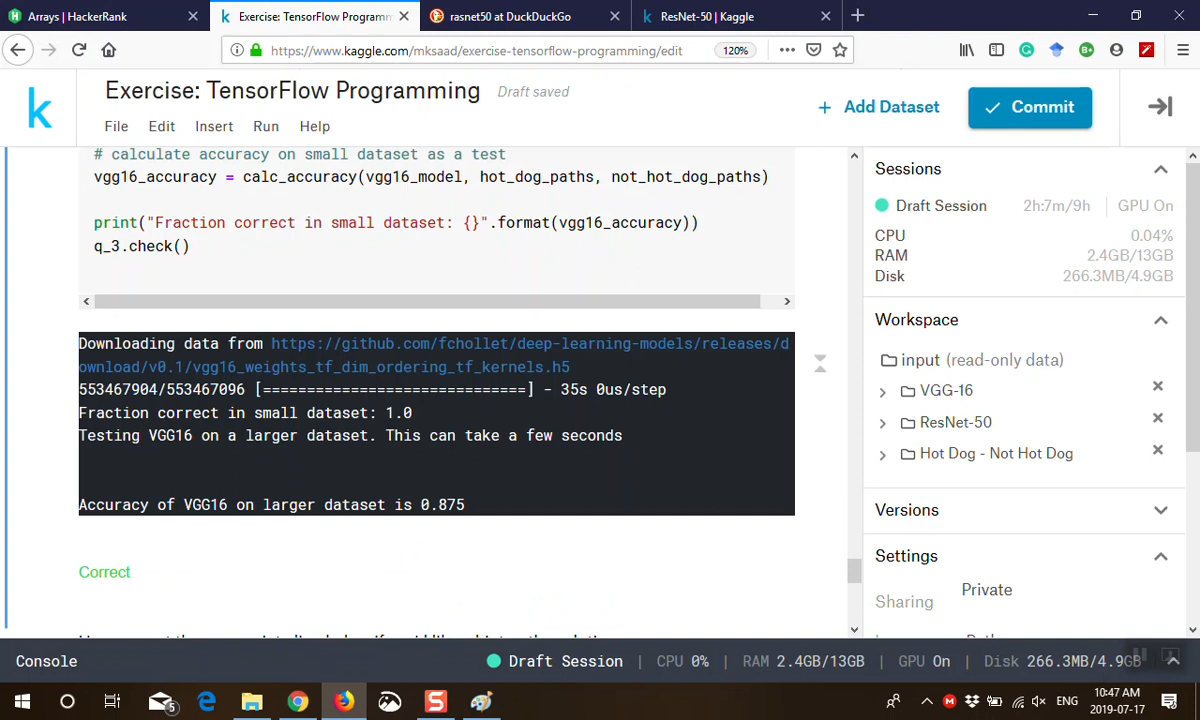 Arrays | HackerRank
Exercise: TensorFlow Programm
rasnet50 at DuckDuckGo
ResNet-50 | Kaggle
https://www.kaggle.com/mksaad/exercise-tensorflow-programming/edit
120%
k
Exercise: TensorFlow Programming
Draft saved
File Edit Insert Run Help
+ Add Dataset
Commit
# calculate accuracy on small dataset as a test
vgg16_accuracy = calc_accuracy(vgg16_model, hot_dog_paths, not_hot_dog_paths)
print("Fraction correct in small dataset: {}".format(vgg16_accuracy))
q_3.check()
Downloading data from https://github.com/fchollet/deep-learning-models/releases/d
ownload/v0.1/vgg16_weights_tf_dim_ordering_tf_kernels.h5
553467904/553467096 [==============================] - 35s 0us/step
Fraction correct in small dataset: 1.0
Testing VGG16 on a larger dataset. This can take a few seconds
Accuracy of VGG16 on larger dataset is 0.875
Correct
Sessions
Draft Session 2h:7m/9h GPU On
CPU 0.04%
RAM 2.4GB/13GB
Disk 266.3MB/4.9GB
Workspace
input (read-only data)
VGG-16
ResNet-50
Hot Dog - Not Hot Dog
Versions
Settings
Sharing Private
Console
Draft Session | CPU 0% | RAM 2.4GB/13GB | GPU On | Disk 266.3MB/4.9GB
5
ENG
10:47 AM
2019-07-17